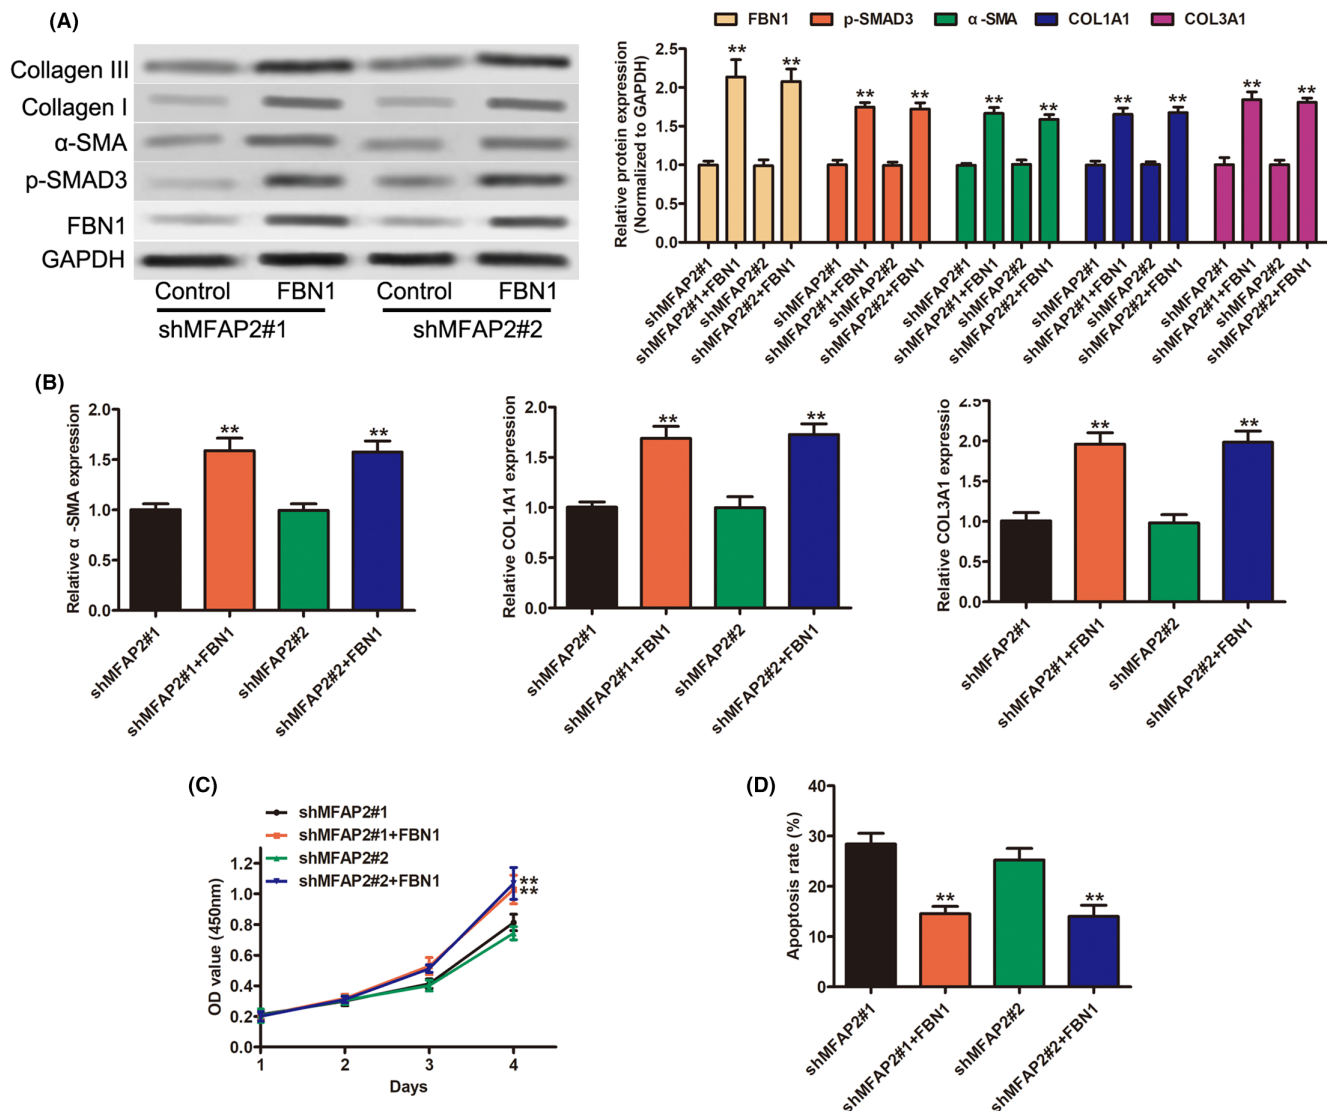 (A)
Collagen III
Collagen I
α-SMA
p-SMAD3
FBN1
GAPDH
Control FBN1 Control FBN1
shMFAP2#1 shMFAP2#2
FBN1 p-SMAD3 α-SMA COL1A1 COL3A1
Relative protein expression
(Normalized to GAPDH)
2.5
2.0
1.5
1.0
0.5
0.0
** ** ** ** ** ** ** ** ** **
shMFAP2#1
shMFAP2#1+FBN1
shMFAP2#2
shMFAP2#2+FBN1
shMFAP2#1
shMFAP2#1+FBN1
shMFAP2#2
shMFAP2#2+FBN1
shMFAP2#1
shMFAP2#1+FBN1
shMFAP2#2
shMFAP2#2+FBN1
shMFAP2#1
shMFAP2#1+FBN1
shMFAP2#2
shMFAP2#2+FBN1
shMFAP2#1
shMFAP2#1+FBN1
shMFAP2#2
shMFAP2#2+FBN1
(B)
Relative α-SMA expression
2.0
1.5
1.0
0.5
0.0
** **
shMFAP2#1
shMFAP2#1+FBN1
shMFAP2#2
shMFAP2#2+FBN1
Relative COL1A1 expression
2.0
1.5
1.0
0.5
0.0
** **
shMFAP2#1
shMFAP2#1+FBN1
shMFAP2#2
shMFAP2#2+FBN1
Relative COL3A1 expressio
2.5
2.0
1.5
1.0
0.5
0.0
** **
shMFAP2#1
shMFAP2#1+FBN1
shMFAP2#2
shMFAP2#2+FBN1
(C)
shMFAP2#1
shMFAP2#1+FBN1
shMFAP2#2
shMFAP2#2+FBN1
OD value (450nm)
1.2
1.0
0.8
0.6
0.4
0.2
0.0
**
**
1 2 3 4
Days
(D)
Apoptosis rate (%)
40
30
20
10
0
** **
shMFAP2#1
shMFAP2#1+FBN1
shMFAP2#2
shMFAP2#2+FBN1